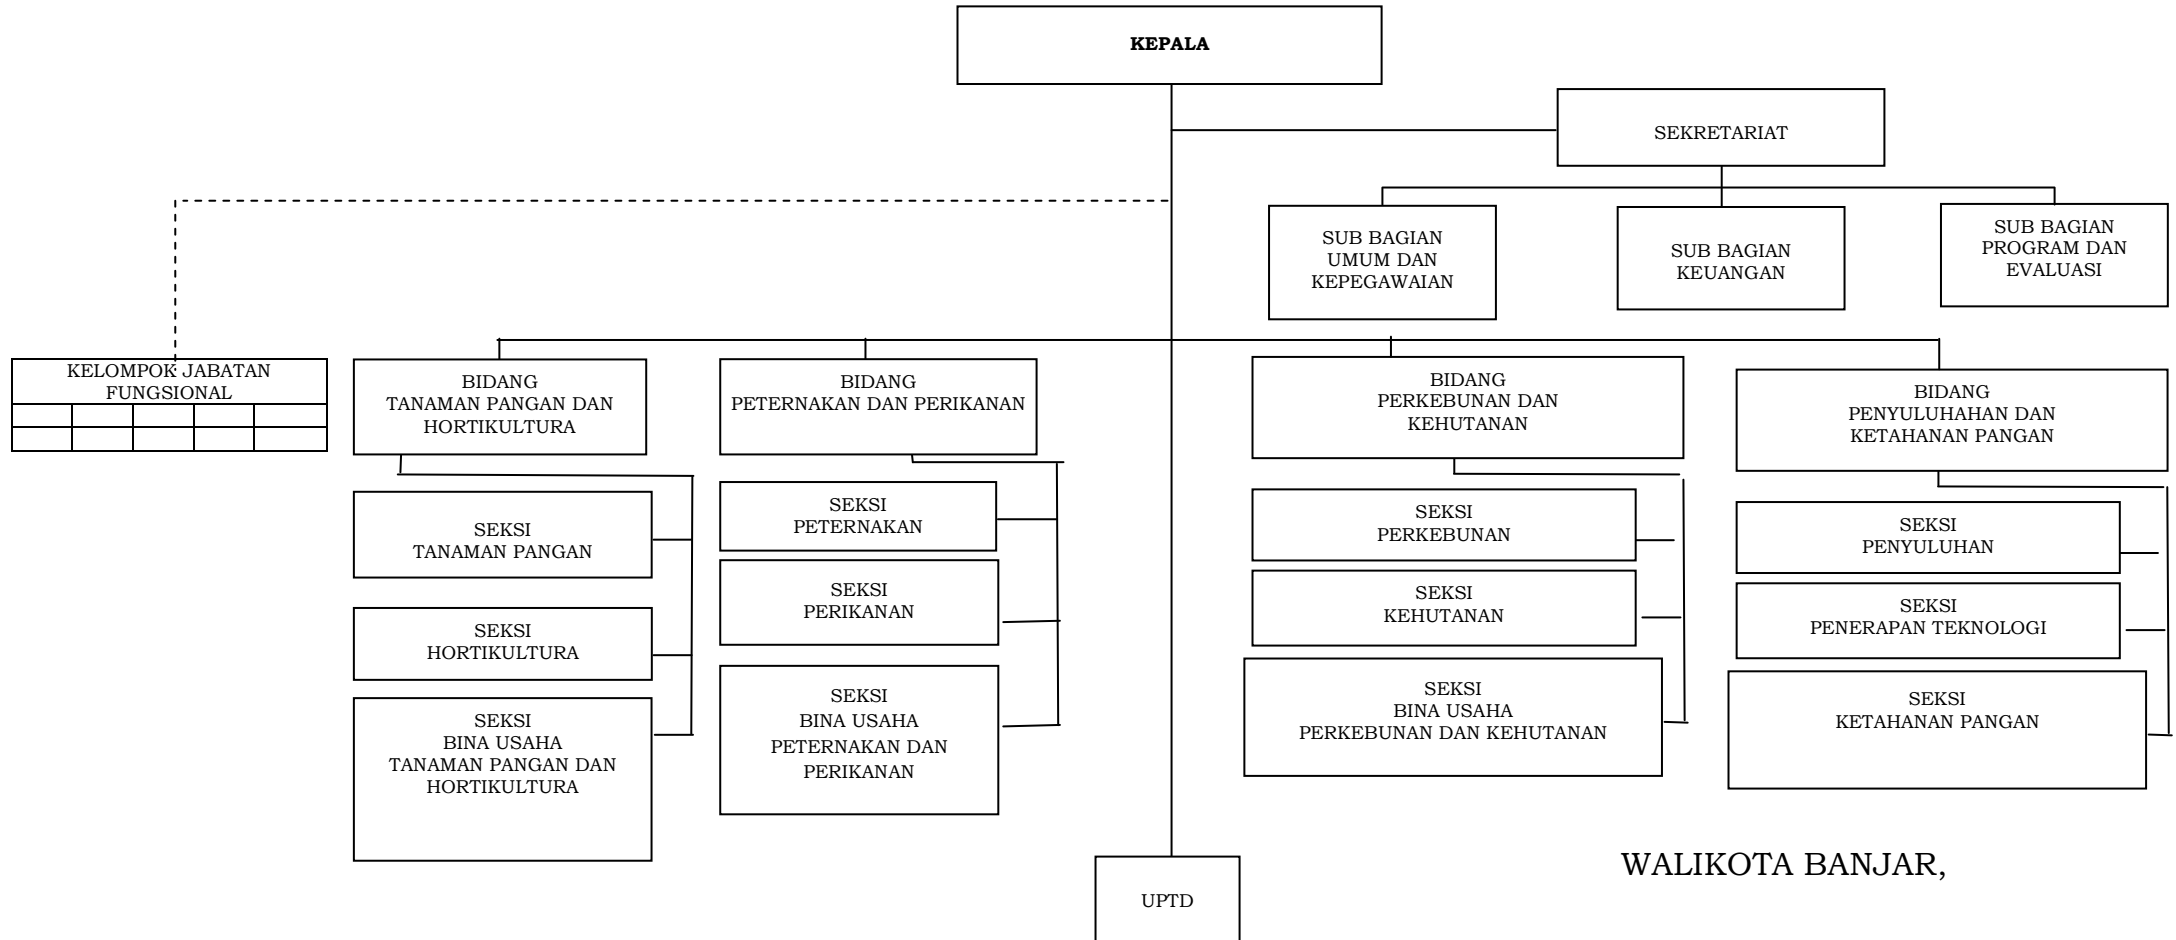 KEPALA
SEKRETARIAT
SUB BAGIAN
UMUM DAN
KEPEGAWAIAN
SUB BAGIAN
KEUANGAN
SUB BAGIAN
PROGRAM DAN
EVALUASI
KELOMPOK JABATAN
FUNGSIONAL
BIDANG
TANAMAN PANGAN DAN
HORTIKULTURA
BIDANG
PETERNAKAN DAN PERIKANAN
BIDANG
PERKEBUNAN DAN
KEHUTANAN
BIDANG
PENYULUHAHAN DAN
KETAHANAN PANGAN
SEKSI
TANAMAN PANGAN
SEKSI
HORTIKULTURA
SEKSI
BINA USAHA
TANAMAN PANGAN DAN
HORTIKULTURA
SEKSI
PETERNAKAN
SEKSI
PERIKANAN
SEKSI
BINA USAHA
PETERNAKAN DAN
PERIKANAN
SEKSI
PERKEBUNAN
SEKSI
KEHUTANAN
SEKSI
BINA USAHA
PERKEBUNAN DAN KEHUTANAN
SEKSI
PENYULUHAN
SEKSI
PENERAPAN TEKNOLOGI
SEKSI
KETAHANAN PANGAN
UPTD
WALIKOTA BANJAR,